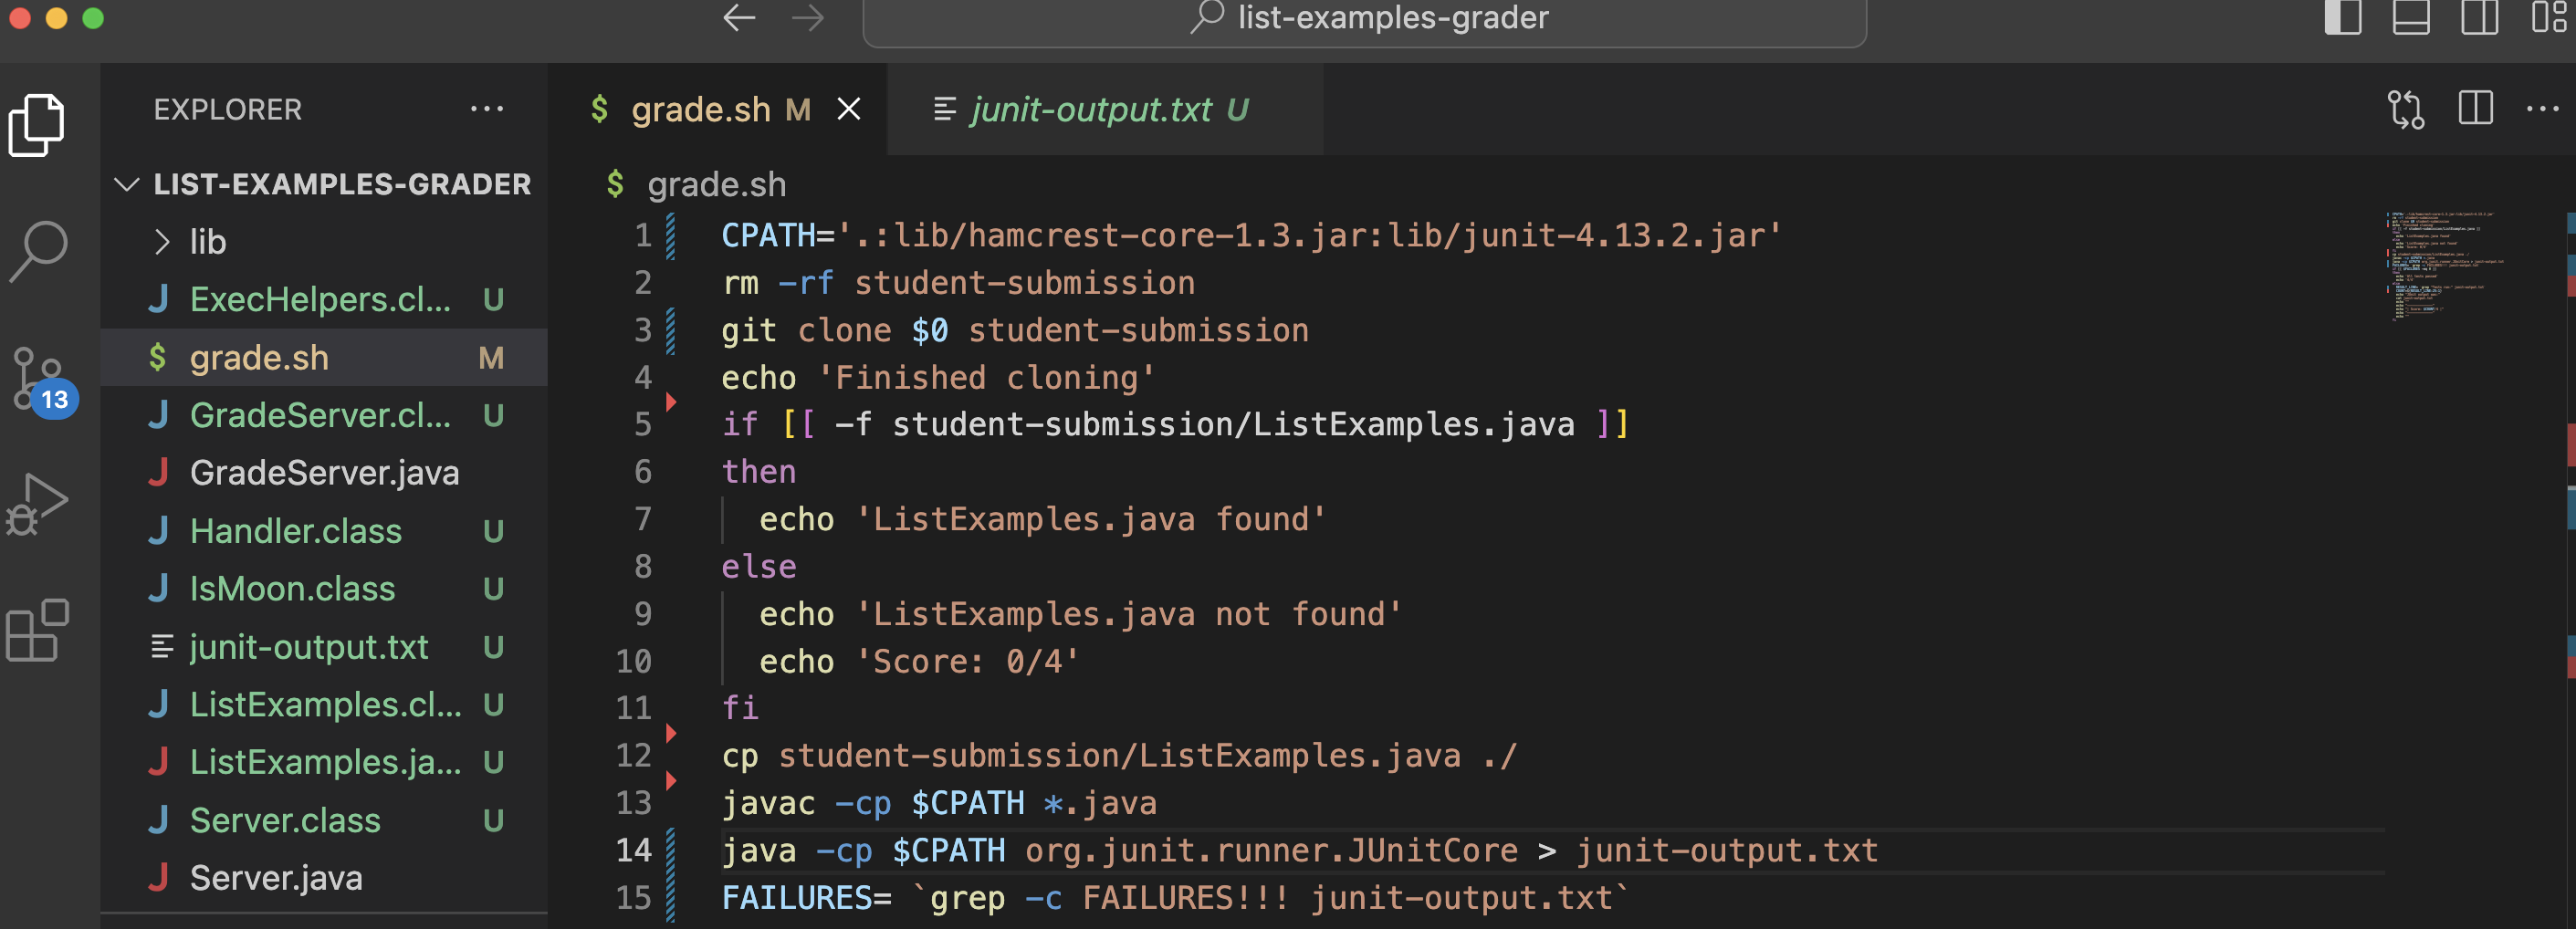 list-examples-grader
EXPLORER ...
LIST-EXAMPLES-GRADER
lib
ExecHelpers.cl... U
grade.sh M
GradeServer.cl... U
GradeServer.java
Handler.class U
IsMoon.class U
junit-output.txt U
ListExamples.cl... U
ListExamples.ja... U
Server.class U
Server.java
13
$ grade.sh M
junit-output.txt U
$ grade.sh
1 CPATH='.:lib/hamcrest-core-1.3.jar:lib/junit-4.13.2.jar'
2 rm -rf student-submission
3 git clone $0 student-submission
4 echo 'Finished cloning'
5 if [[ -f student-submission/ListExamples.java ]]
6 then
7 echo 'ListExamples.java found'
8 else
9 echo 'ListExamples.java not found'
10 echo 'Score: 0/4'
11 fi
12 cp student-submission/ListExamples.java ./
13 javac -cp $CPATH *.java
14 java -cp $CPATH org.junit.runner.JUnitCore > junit-output.txt
15 FAILURES= `grep -c FAILURES!!! junit-output.txt`